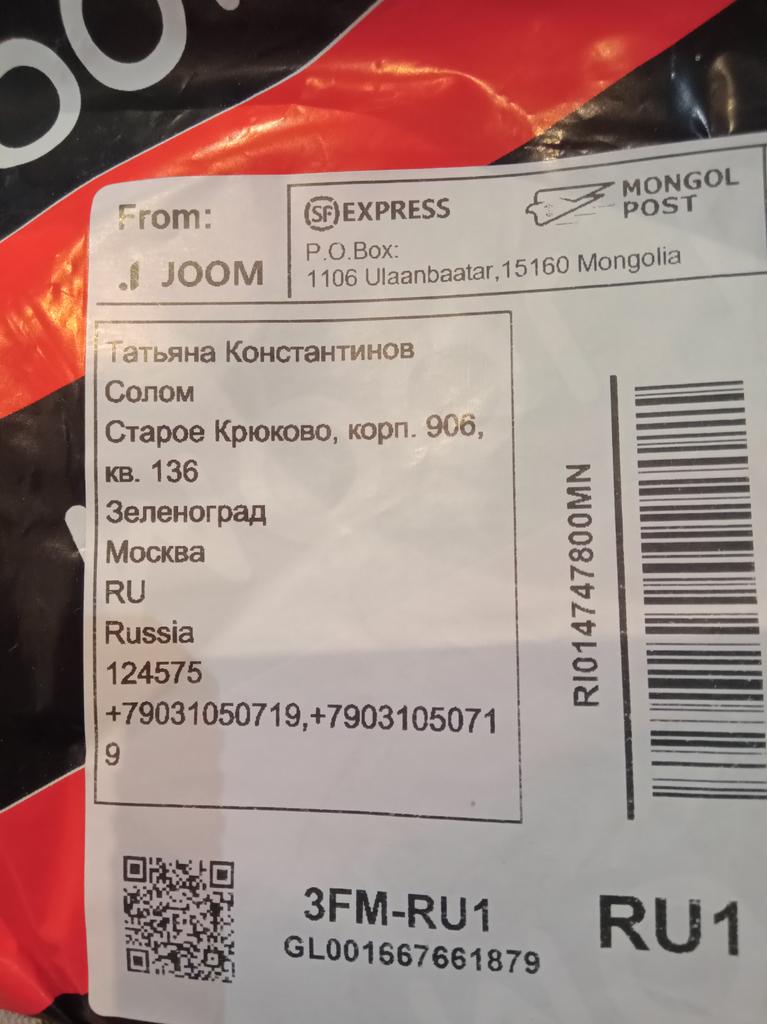 From:
JOOM
SF EXPRESS
MONGOL
POST
P.O.Box:
1106 Ulaanbaatar,15160 Mongolia
Татьяна Константинов
Солом
Старое Крюково, корп. 906,
кв. 136
Зеленоград
Москва
RU
Russia
124575
+79031050719,+7903105071
9
RI014747800MN
3FM-RU1
GL001667661879
RU1